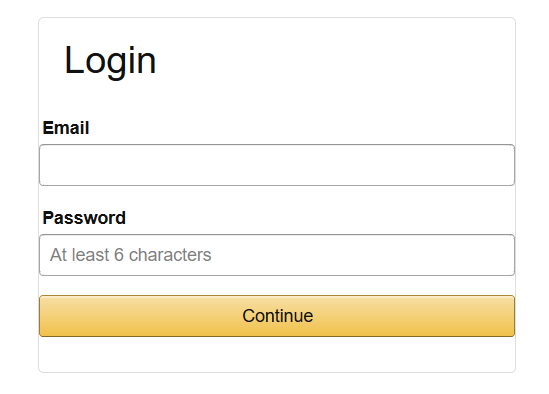 Login
Email
Password
At least 6 characters
Continue